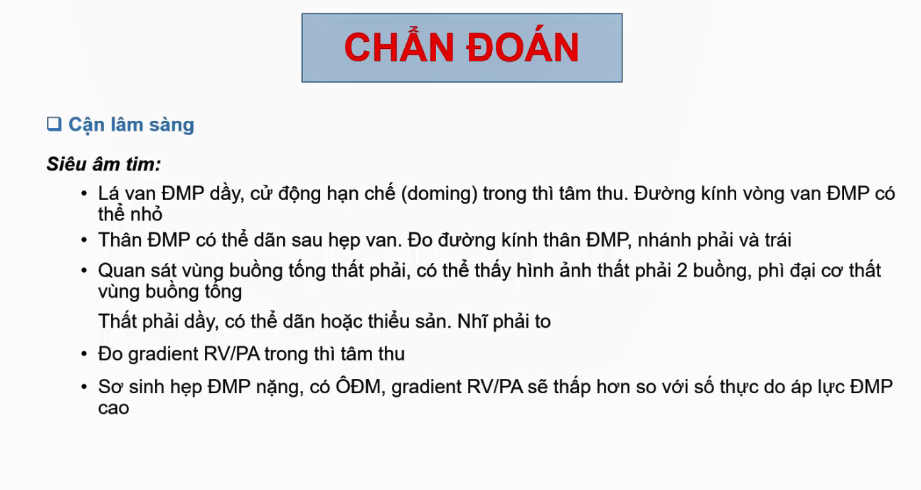 CHẨN ĐOÁN
❑ Cận lâm sàng
Siêu âm tim:
• Lá van ĐMP dầy, cử động hạn chế (doming) trong thì tâm thu. Đường kính vòng van ĐMP có
thể nhỏ
• Thân ĐMP có thể dãn sau hẹp van. Đo đường kính thân ĐMP, nhánh phải và trái
• Quan sát vùng buồng tống thất phải, có thể thấy hình ảnh thất phải 2 buồng, phì đại cơ thất
vùng buồng tống
Thất phải dầy, có thể dãn hoặc thiểu sản. Nhĩ phải to
• Đo gradient RV/PA trong thì tâm thu
• Sơ sinh hẹp ĐMP nặng, có ÔĐM, gradient RV/PA sẽ thấp hơn so với số thực do áp lực ĐMP
cao